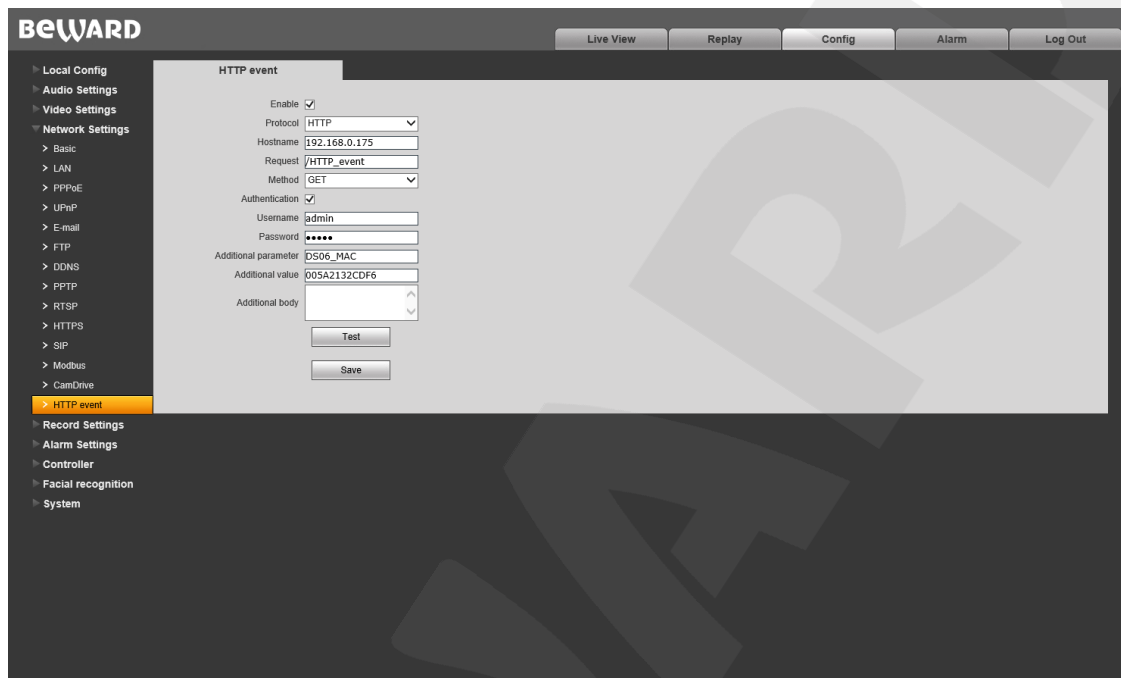 BEWARD
Live View
Replay
Config
Alarm
Log Out
Local Config
Audio Settings
Video Settings
Network Settings
> Basic
> LAN
> PPPoE
> UPnP
> E-mail
> FTP
> DDNS
> PPTP
> RTSP
> HTTPS
> SIP
> Modbus
> CamDrive
> HTTP event
Record Settings
Alarm Settings
Controller
Facial recognition
System
HTTP event
Enable
Protocol HTTP
Hostname 192.168.0.175
Request /HTTP_event
Method GET
Authentication
Username admin
Password •••••
Additional parameter DS06_MAC
Additional value 005A2132CDF6
Additional body
Test
Save